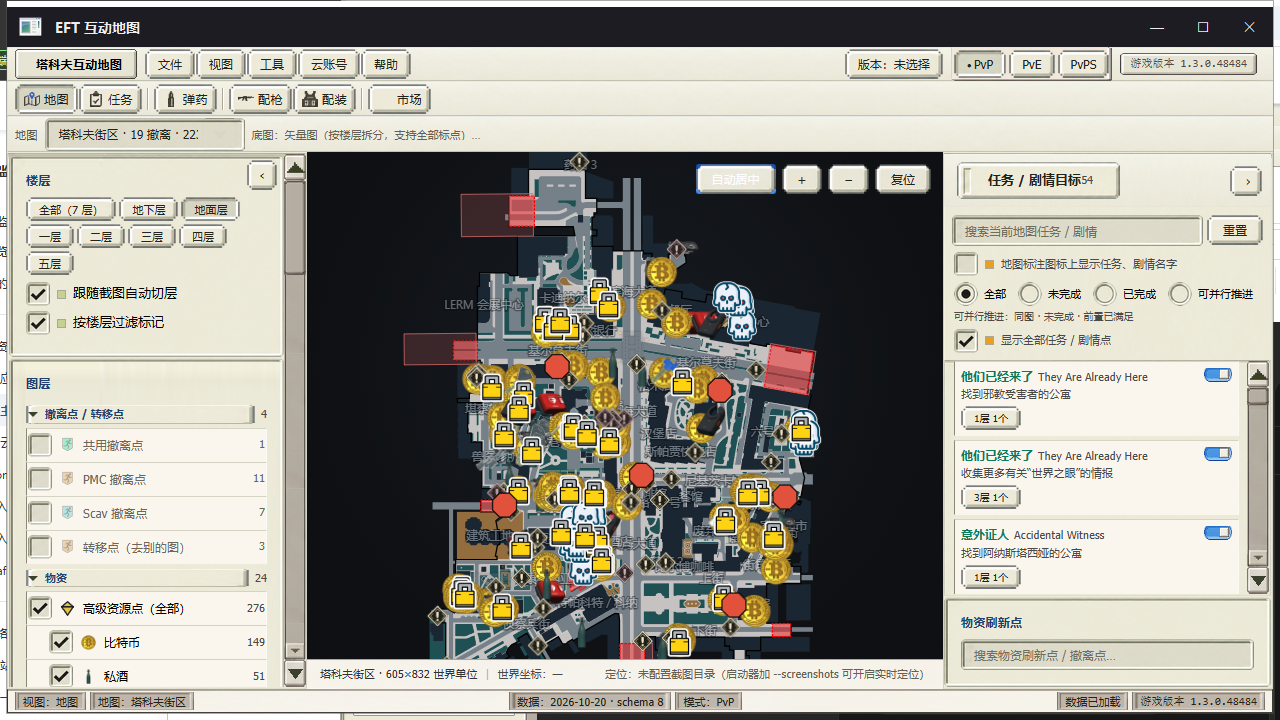 EFT 互动地图
塔科夫互动地图 文件 视图 工具 云账号 帮助 版本：未选择 •PvP PvE PvPS 游戏版本 1.3.0.48484
地图 任务 弹药 配枪 配装 市场
地图 塔科夫街区 · 19 撤离 · 22 底图：矢量图（按楼层拆分，支持全部标点）...
楼层 ‹
全部（7 层） 地下层 地面层
一层 二层 三层 四层
五层
跟随截图自动切层
按楼层过滤标记
图层
撤离点 / 转移点 4
共用撤离点 1
PMC 撤离点 11
Scav 撤离点 7
转移点（去别的图） 3
物资 24
高级资源点（全部） 276
比特币 149
私酒 51
自动居中 + − 复位
LERM 会展中心
建筑工地
塔科夫街区 · 605×832 世界单位 | 世界坐标：— 定位：未配置截图目录（启动器加 --screenshots 可开启实时定位）
任务 / 剧情目标54 ›
搜索当前地图任务 / 剧情 重置
地图标注图标上显示任务、剧情名字
全部 未完成 已完成 可并行推进
可并行推进：同图 · 未完成 · 前置已满足
显示全部任务 / 剧情点
他们已经来了 They Are Already Here
找到邪教受害者的公寓
1层 1个
他们已经来了 They Are Already Here
收集更多有关“世界之眼”的情报
3层 1个
意外证人 Accidental Witness
找到阿纳斯塔西娅的公寓
1层 1个
物资刷新点
搜索物资刷新点 / 撤离点...
视图：地图 地图：塔科夫街区 数据：2026-10-20 · schema 8 模式：PvP 数据已加载 游戏版本 1.3.0.48484